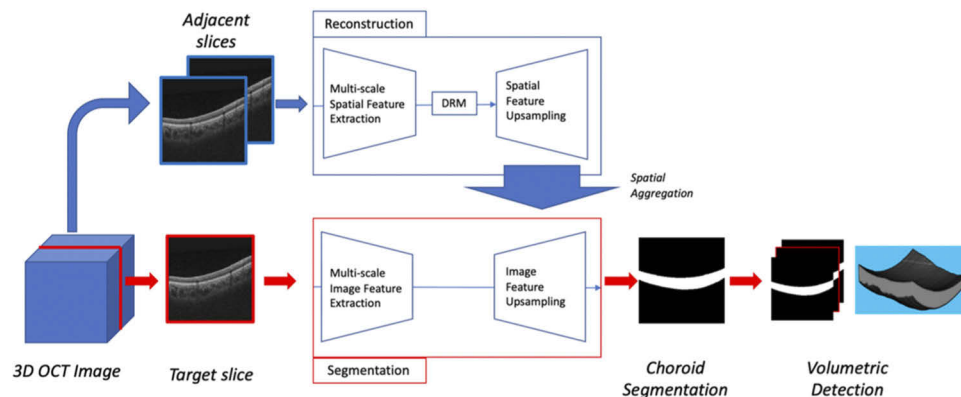 Adjacent
slices
Reconstruction
Multi-scale
Spatial Feature
Extraction
DRM
Spatial
Feature
Upsampling
Spatial
Aggregation
Multi-scale
Image Feature
Extraction
Image
Feature
Upsampling
3D OCT Image
Target slice
Segmentation
Choroid
Segmentation
Volumetric
Detection